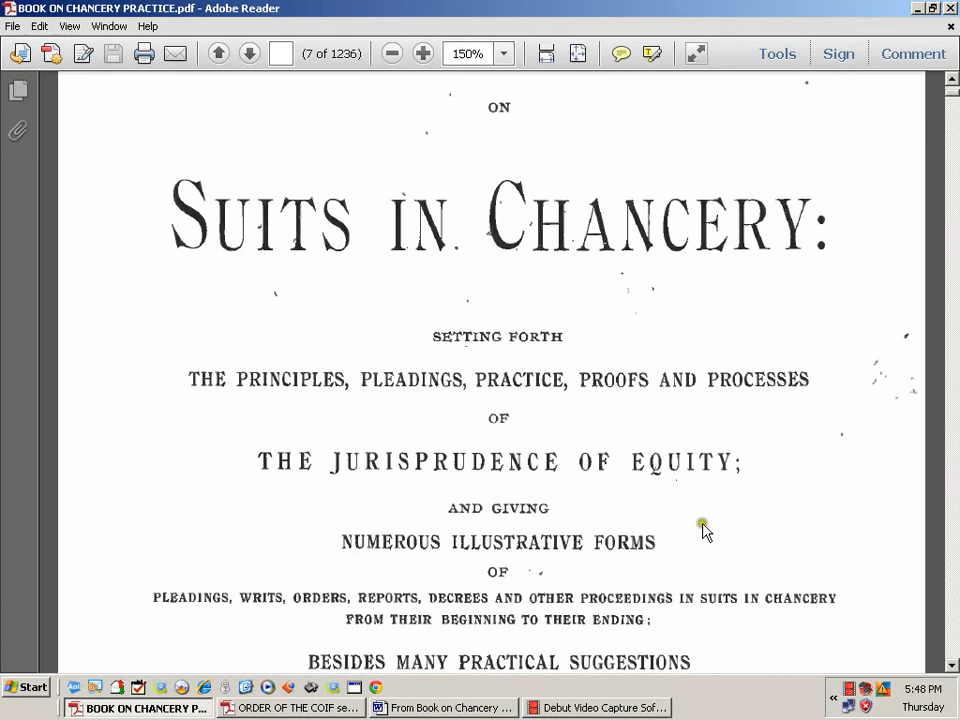 BOOK ON CHANCERY PRACTICE.pdf - Adobe Reader
File Edit View Window Help
(7 of 1236) 150% Tools Sign Comment
ON
SUITS IN CHANCERY:
SETTING FORTH
THE PRINCIPLES, PLEADINGS, PRACTICE, PROOFS AND PROCESSES
OF
THE JURISPRUDENCE OF EQUITY;
AND GIVING
NUMEROUS ILLUSTRATIVE FORMS
OF
PLEADINGS, WRITS, ORDERS, REPORTS, DECREES AND OTHER PROCEEDINGS IN SUITS IN CHANCERY
FROM THEIR BEGINNING TO THEIR ENDING;
BESIDES MANY PRACTICAL SUGGESTIONS
Start 5:48 PM
BOOK ON CHANCERY P... ORDER OF THE COIF se... From Book on Chancery ... Debut Video Capture Sof... Thursday